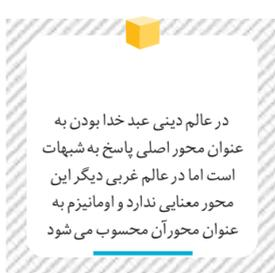 در عالم دینی عبد خدا بودن به
عنوان محور اصلی پاسخ به شبهات
است اما در عالم غربی دیگر این
محور معنایی ندارد و اومانیزم به
عنوان محورآن محسوب می شود